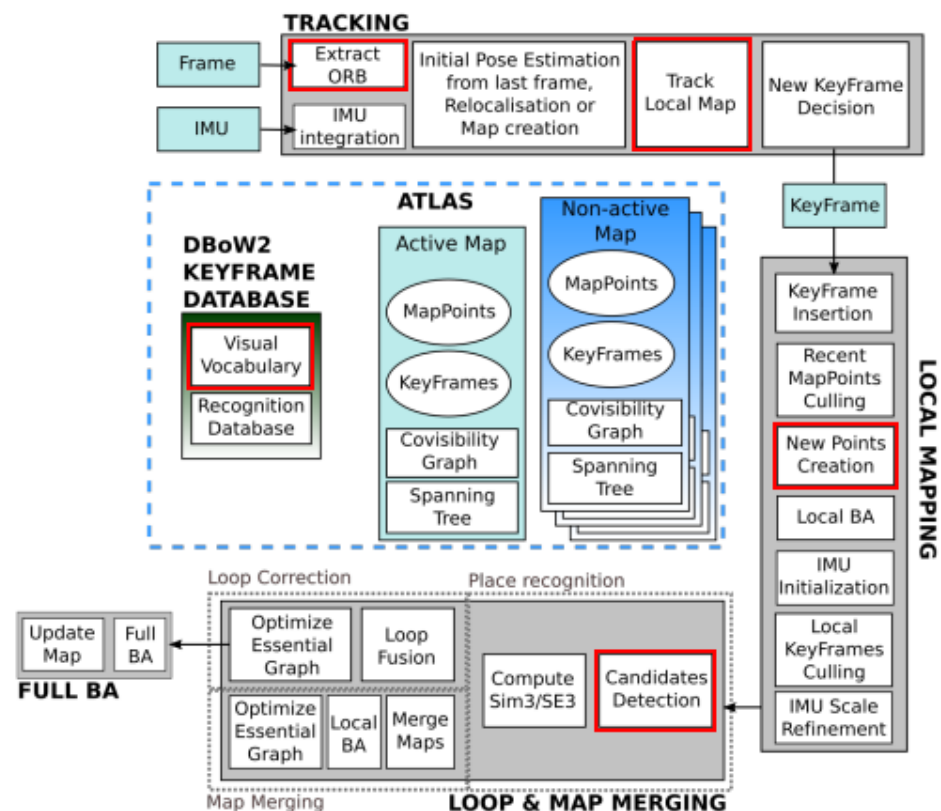 TRACKING
Frame
Extract
ORB
IMU
IMU
integration
Initial Pose Estimation
from last frame,
Relocalisation or
Map creation
Track
Local Map
New KeyFrame
Decision
KeyFrame
ATLAS
DBoW2
KEYFRAME
DATABASE
Visual
Vocabulary
Recognition
Database
Active Map
MapPoints
KeyFrames
Covisibility
Graph
Spanning
Tree
Non-active
Map
MapPoints
KeyFrames
Covisibility
Graph
Spanning
Tree
LOCAL MAPPING
KeyFrame
Insertion
Recent
MapPoints
Culling
New Points
Creation
Local BA
IMU
Initialization
Local
KeyFrames
Culling
IMU Scale
Refinement
Loop Correction
Place recognition
Optimize
Essential
Graph
Loop
Fusion
Compute
Sim3/SE3
Candidates
Detection
Update
Map
Full
BA
FULL BA
Optimize
Essential
Graph
Local
BA
Merge
Maps
Map Merging
LOOP & MAP MERGING